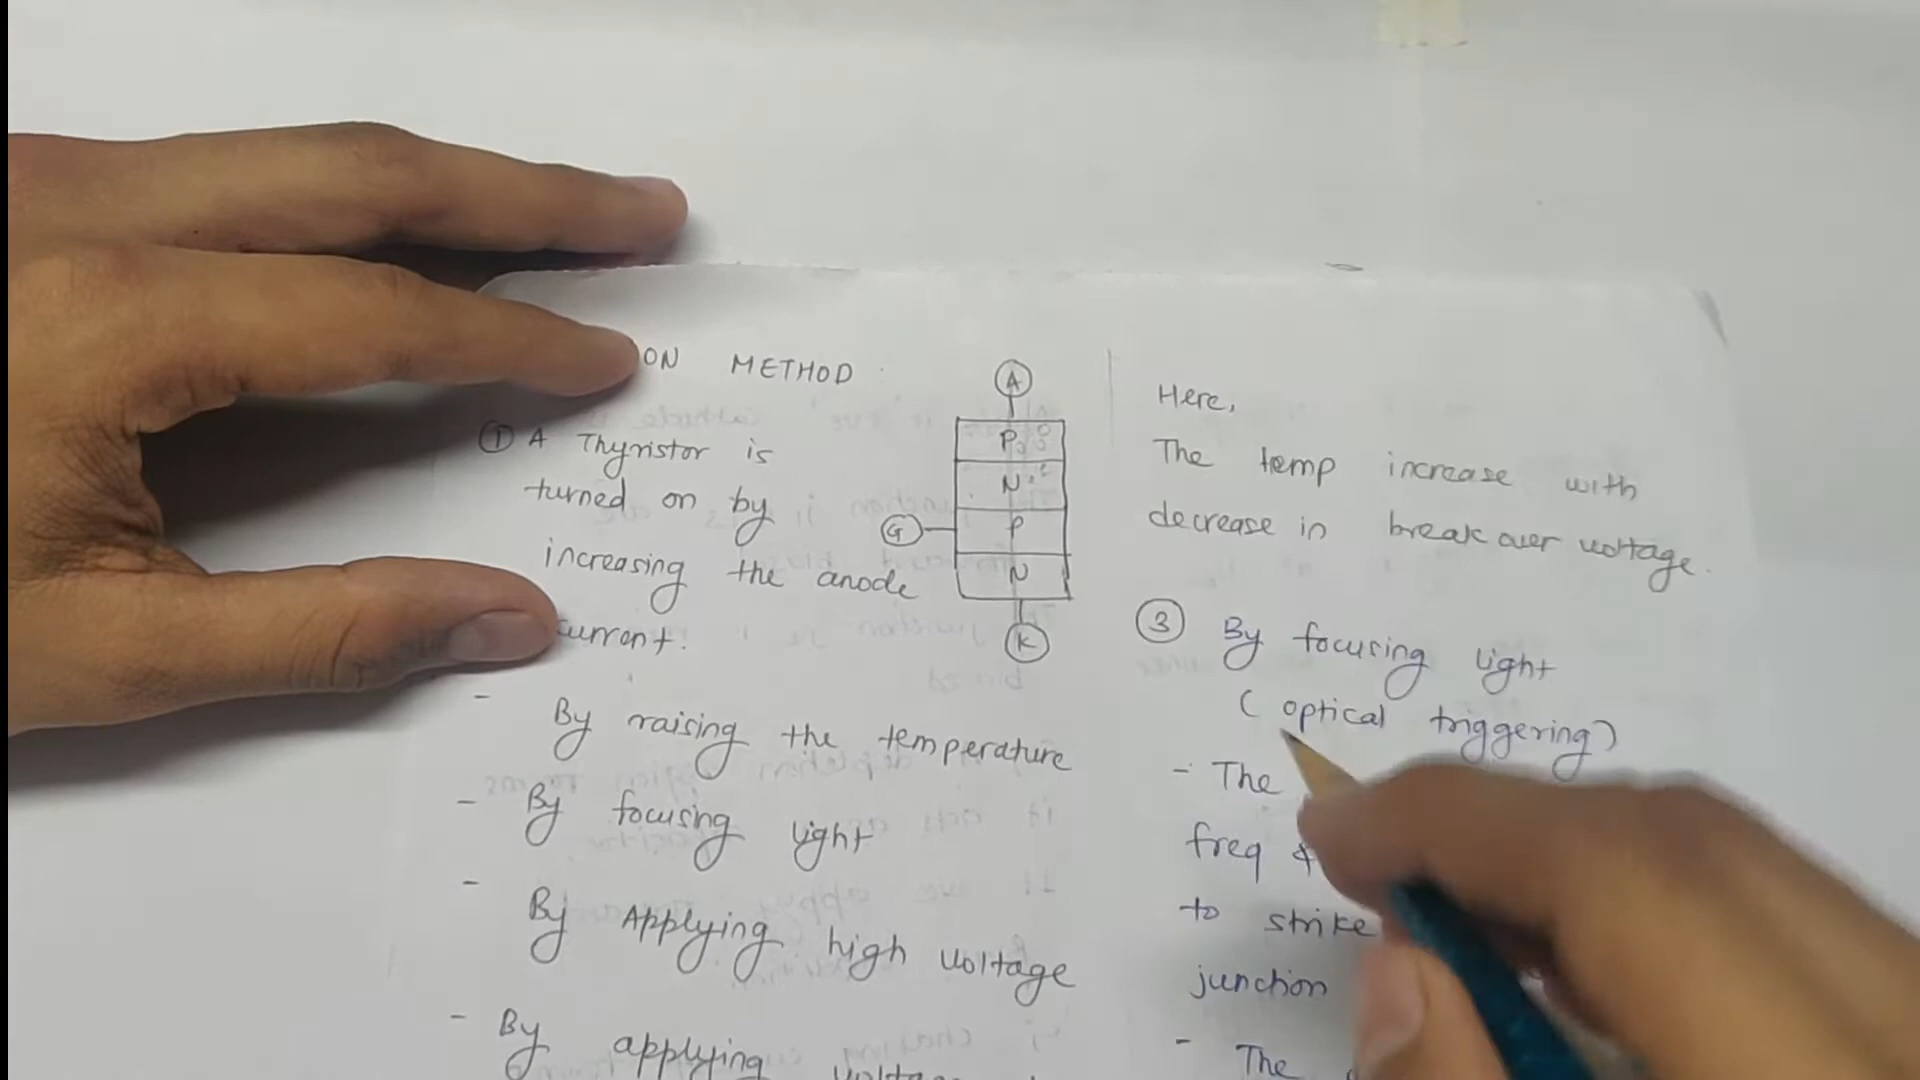 ON METHOD
① A Thyristor is
turned on by
increasing the anode
current.
- By raising the temperature
- By focusing light
- By Applying high voltage
- By applying voltage
A
P
N
G
P
N
K
Here,
The temp increase with
decrease in break over voltage.
③ By focusing light
(optical triggering)
- The
freq &
to strike
junction
- The